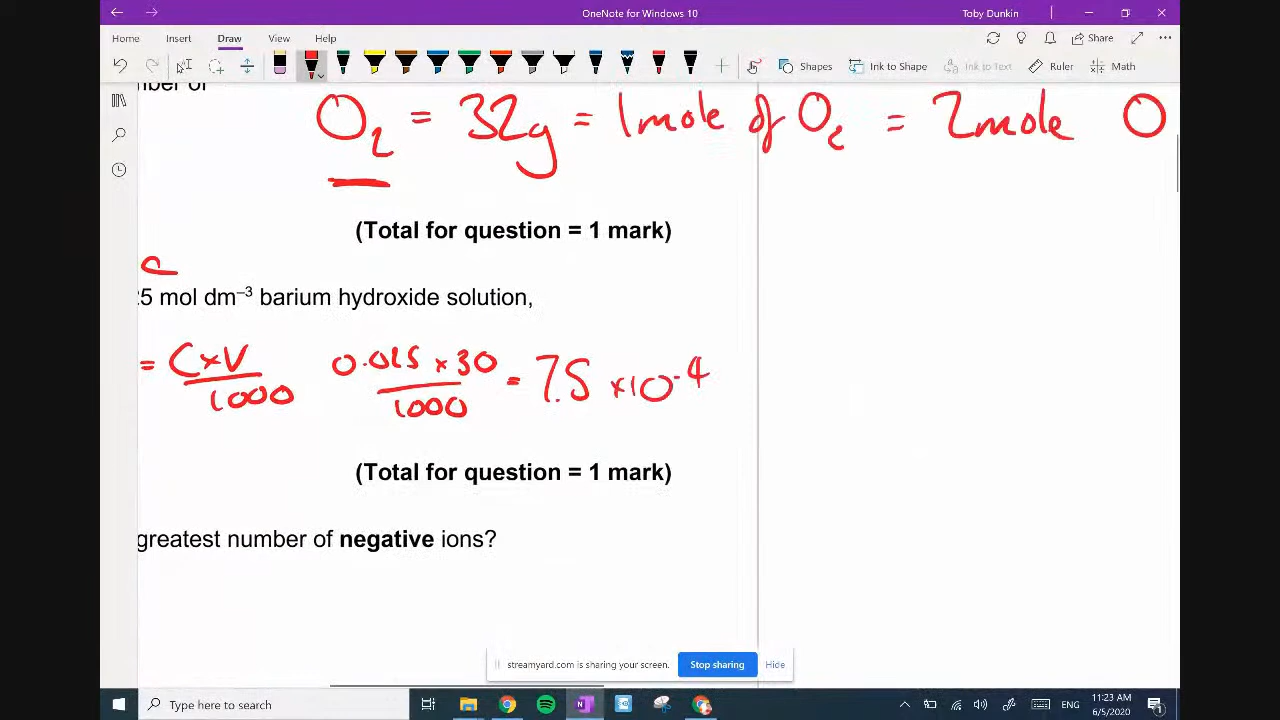 OneNote for Windows 10
Toby Dunkin
Home Insert Draw View Help
Share
Shapes Ink to Shape Ink to Text Ruler Math
nber of
O2 = 32g = 1mole of O2 = 2mole O
(Total for question = 1 mark)
25 mol dm–3 barium hydroxide solution,
= C×V 0.025 × 30 = 7.5 ×10-4
1000 1000
(Total for question = 1 mark)
greatest number of negative ions?
streamyard.com is sharing your screen. Stop sharing Hide
Type here to search
ENG
11:23 AM
6/5/2020
1